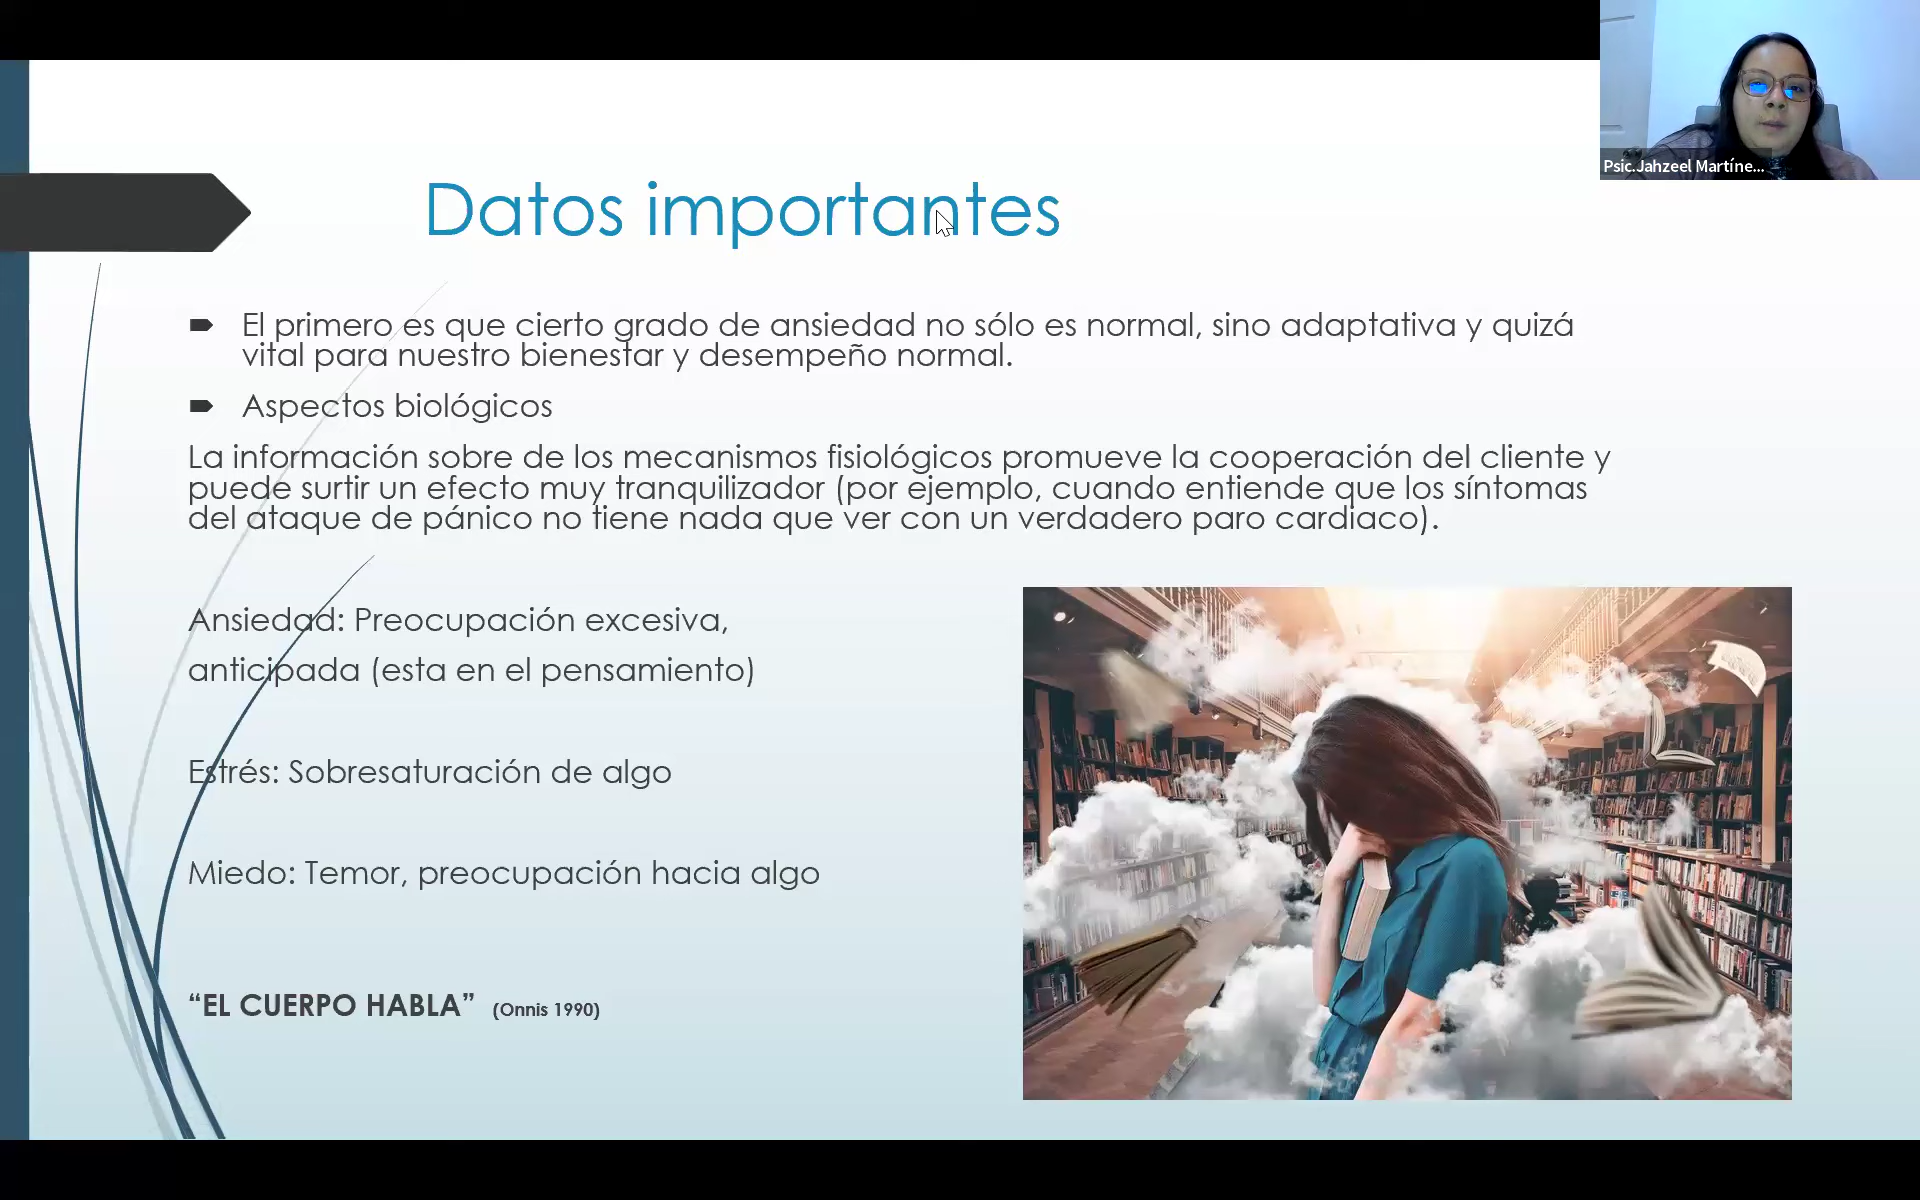 Psic.Jahzeel Martíne...
Datos importantes
El primero es que cierto grado de ansiedad no sólo es normal, sino adaptativa y quizá
vital para nuestro bienestar y desempeño normal.
Aspectos biológicos
La información sobre de los mecanismos fisiológicos promueve la cooperación del cliente y
puede surtir un efecto muy tranquilizador (por ejemplo, cuando entiende que los síntomas
del ataque de pánico no tiene nada que ver con un verdadero paro cardiaco).
Ansiedad: Preocupación excesiva,
anticipada (esta en el pensamiento)
Estrés: Sobresaturación de algo
Miedo: Temor, preocupación hacia algo
“EL CUERPO HABLA” (Onnis 1990)